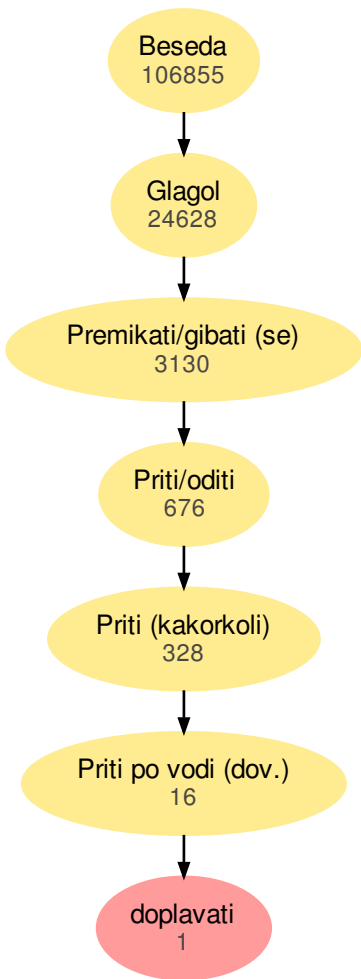 Beseda
106855
Glagol
24628
Premikati/gibati (se)
3130
Priti/oditi
676
Priti (kakorkoli)
328
Priti po vodi (dov.)
16
doplavati
1